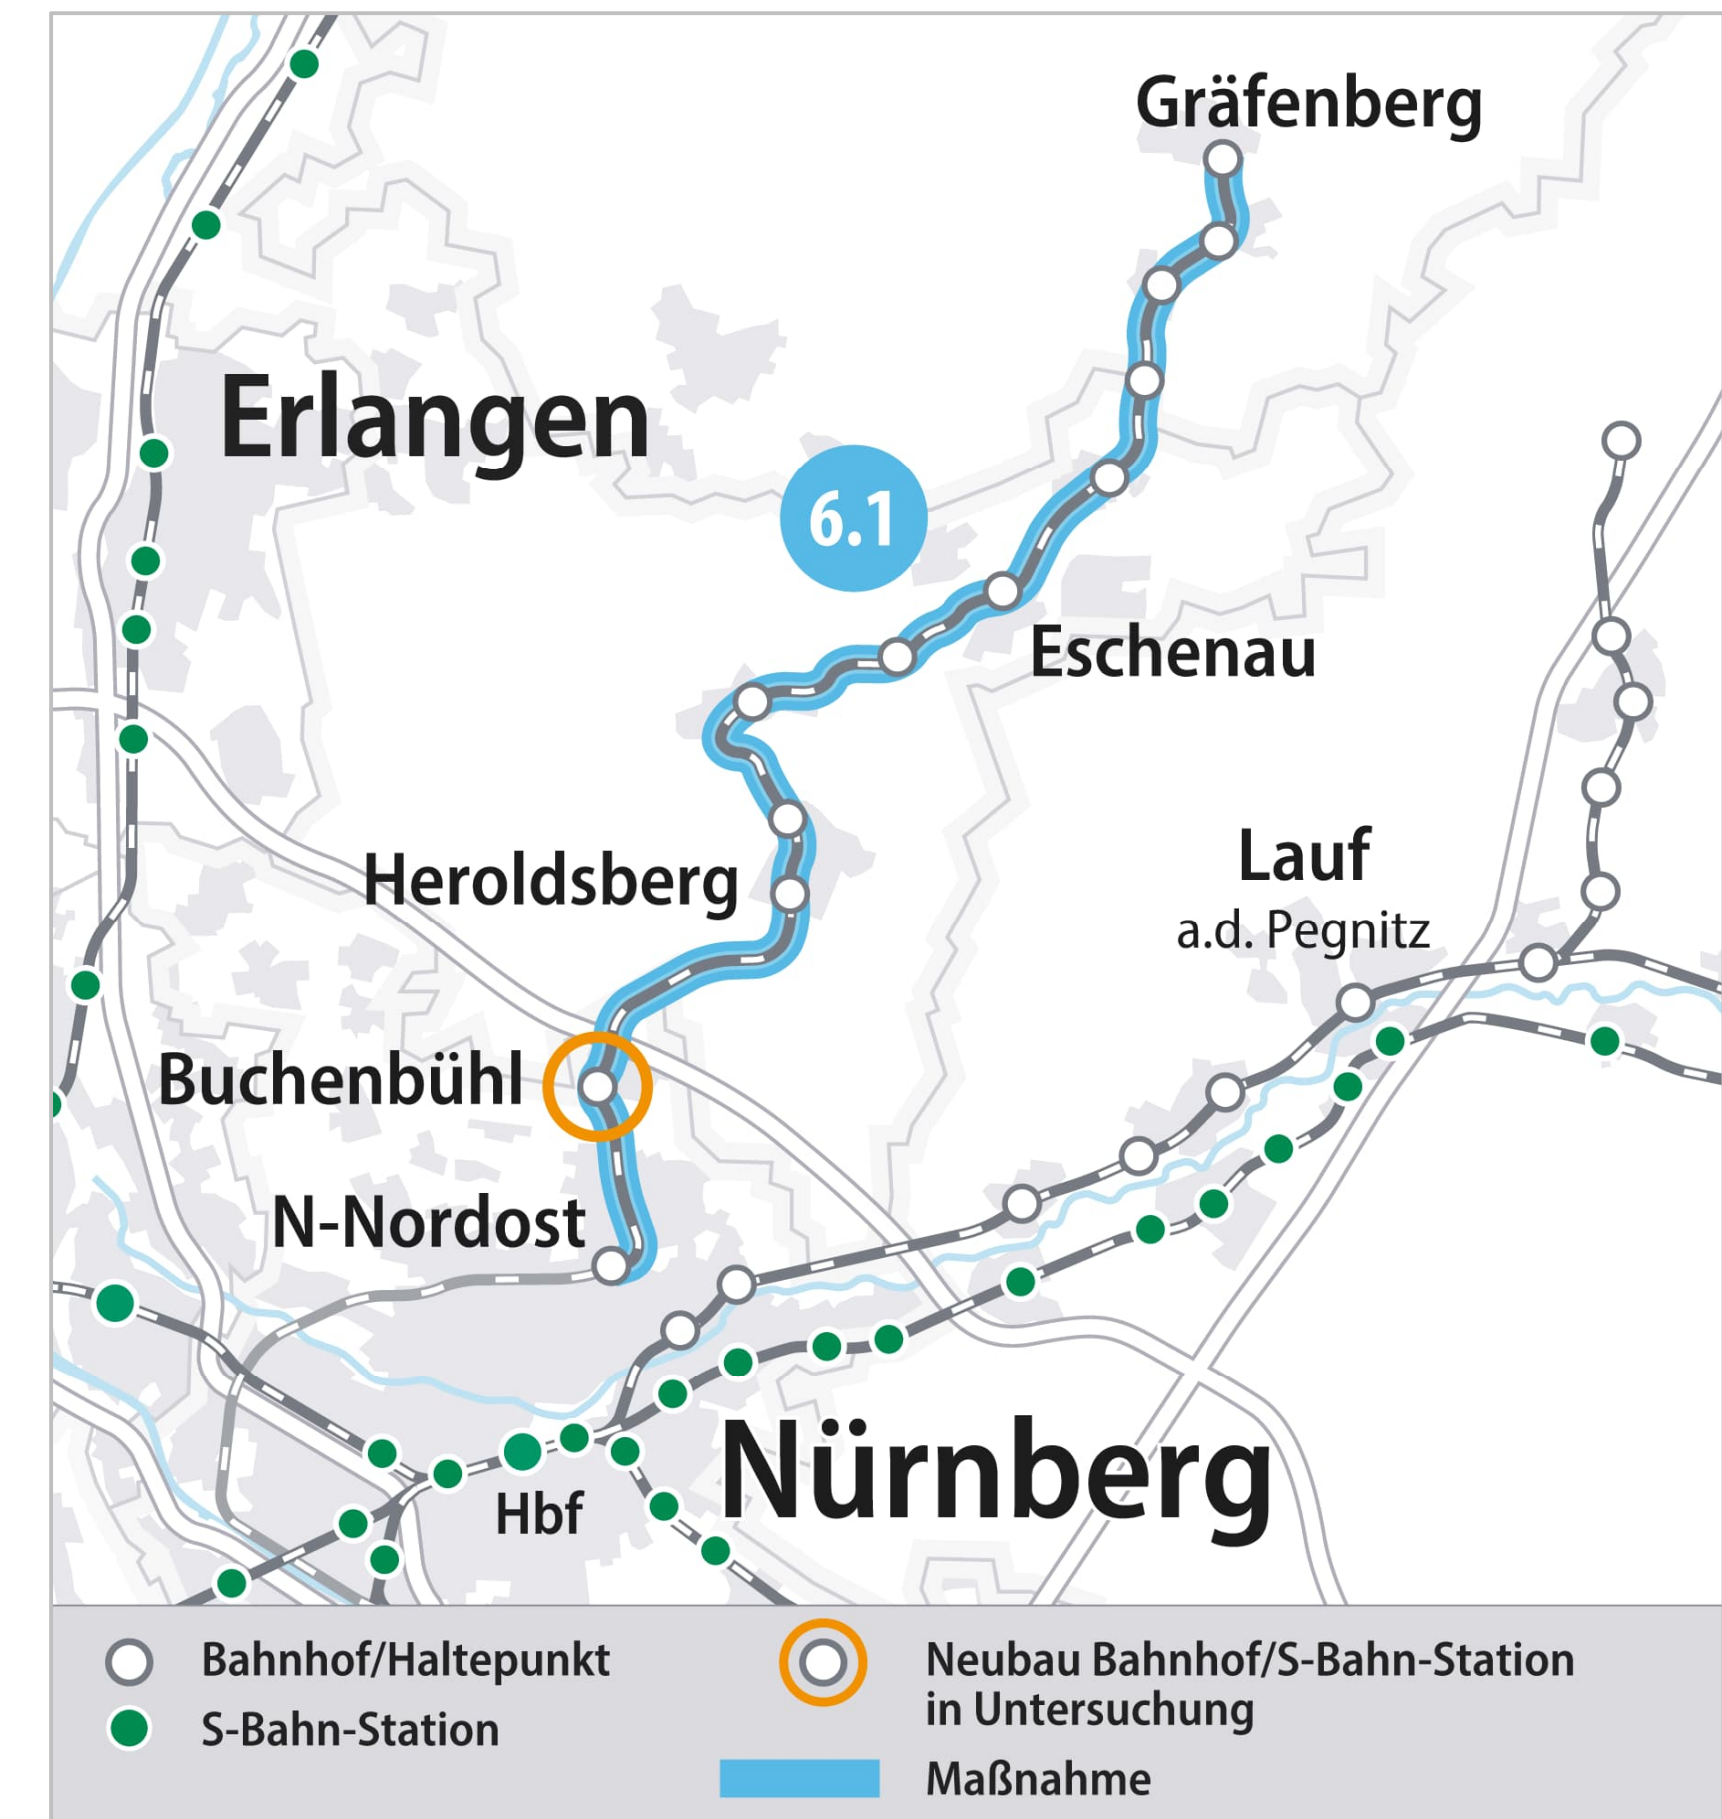 Gräfenberg
Erlangen
6.1
Eschenau
Lauf
a.d. Pegnitz
Heroldsberg
Buchenbühl
N-Nordost
Nürnberg
Hbf
Bahnhof/Haltepunkt
S-Bahn-Station
Neubau Bahnhof/S-Bahn-Station
in Untersuchung
Maßnahme